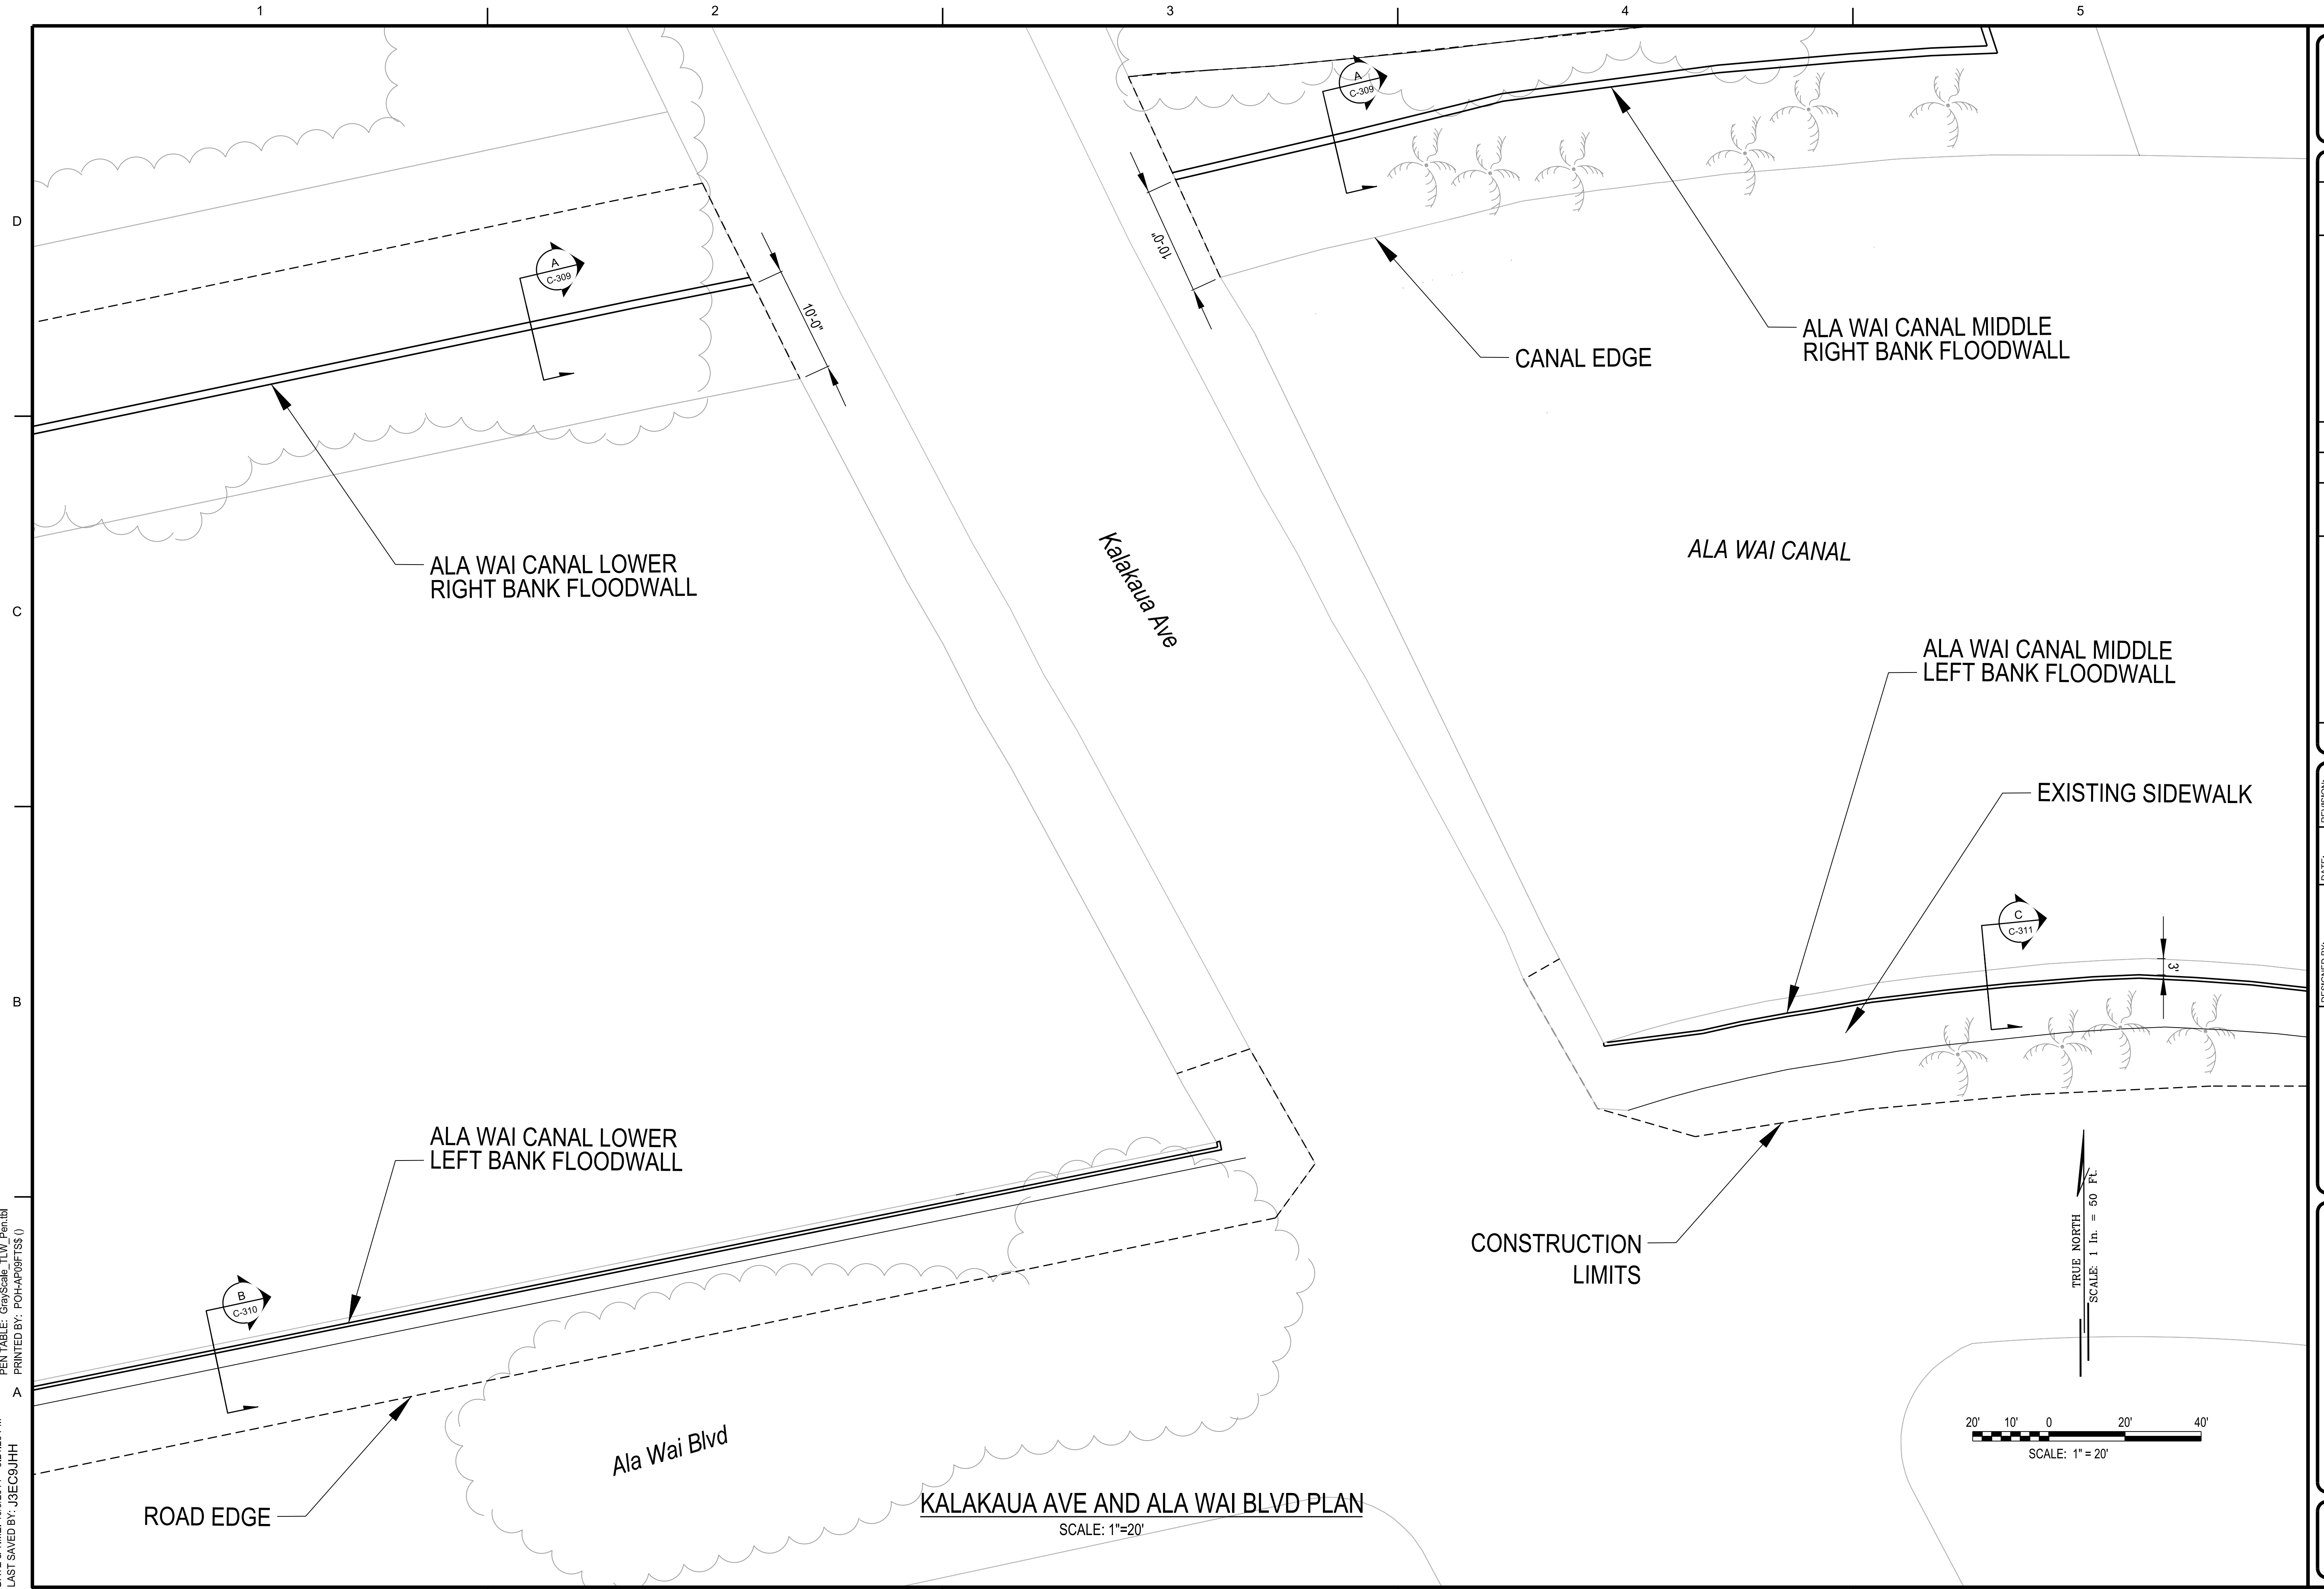 1
2
3
4
5
D
C
B
A
A
C-309
10'-0"
A
C-309
10'-0"
ALA WAI CANAL MIDDLE
RIGHT BANK FLOODWALL
CANAL EDGE
ALA WAI CANAL LOWER
RIGHT BANK FLOODWALL
Kalakaua Ave
ALA WAI CANAL
ALA WAI CANAL MIDDLE
LEFT BANK FLOODWALL
EXISTING SIDEWALK
C
C-311
3'
ALA WAI CANAL LOWER
LEFT BANK FLOODWALL
CONSTRUCTION
LIMITS
TRUE NORTH
SCALE: 1 In. = 50 Ft.
B
C-310
Ala Wai Blvd
ROAD EDGE
20' 10' 0 20' 40'
SCALE: 1" = 20'
KALAKAUA AVE AND ALA WAI BLVD PLAN
SCALE: 1"=20'
PEN TABLE: GrayScale_TLW_Pen.tbl
PRINTED BY: POH-AP09FTS$ ()
LAST SAVED BY: J3EC9JHH